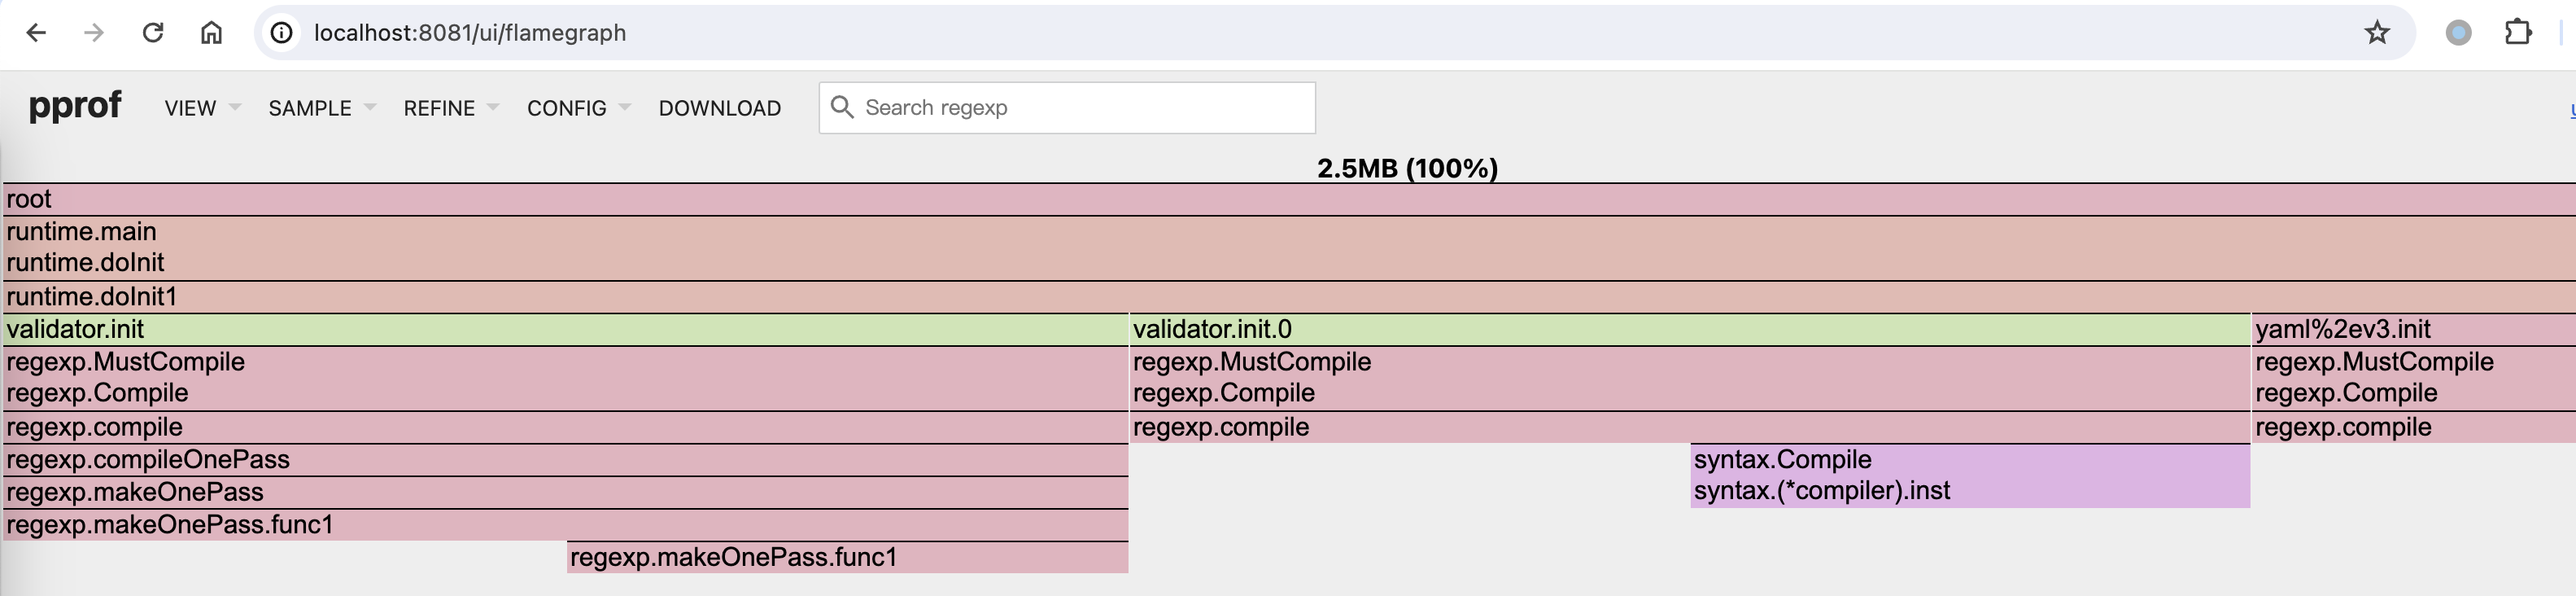 localhost:8081/ui/flamegraph
pprof VIEW SAMPLE REFINE CONFIG DOWNLOAD Search regexp
2.5MB (100%)
root
runtime.main
runtime.doInit
runtime.doInit1
validator.init validator.init.0 yaml%2ev3.init
regexp.MustCompile regexp.MustCompile regexp.MustCompile
regexp.Compile regexp.Compile regexp.Compile
regexp.compile regexp.compile regexp.compile
regexp.compileOnePass syntax.Compile
regexp.makeOnePass syntax.(*compiler).inst
regexp.makeOnePass.func1
regexp.makeOnePass.func1